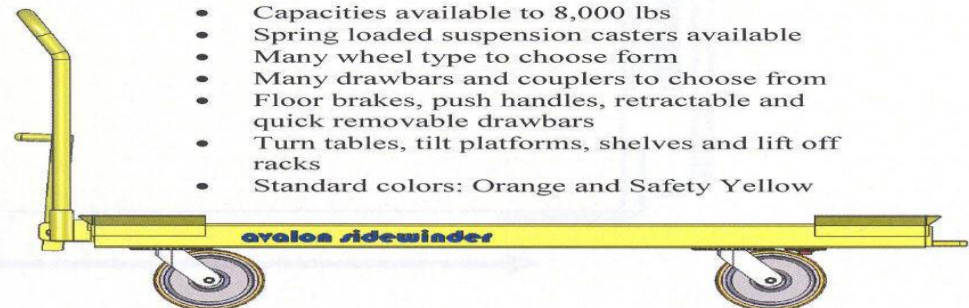 • Capacities available to 8,000 lbs
• Spring loaded suspension casters available
• Many wheel type to choose form
• Many drawbars and couplers to choose from
• Floor brakes, push handles, retractable and
quick removable drawbars
• Turn tables, tilt platforms, shelves and lift off
racks
• Standard colors: Orange and Safety Yellow
avalon sidewinder